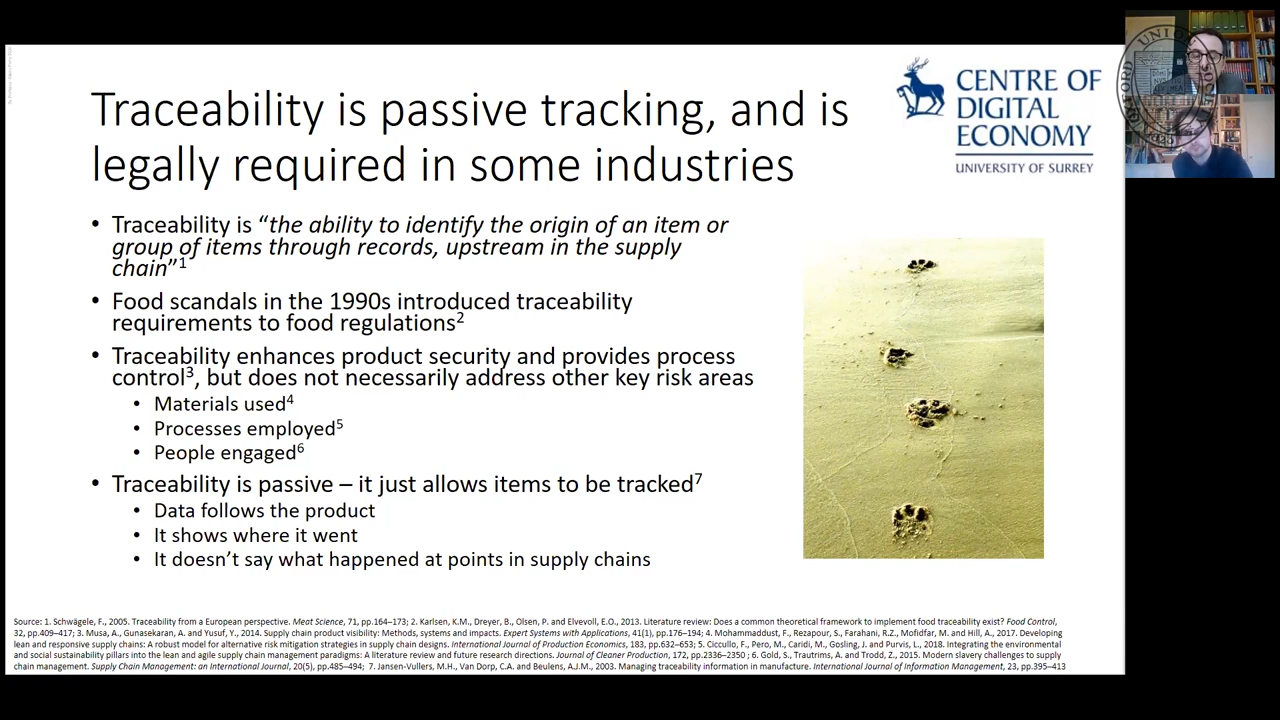 Traceability is passive tracking, and is
legally required in some industries
CENTRE OF
DIGITAL
ECONOMY
UNIVERSITY OF SURREY
• Traceability is “the ability to identify the origin of an item or
group of items through records, upstream in the supply
chain”1
• Food scandals in the 1990s introduced traceability
requirements to food regulations2
• Traceability enhances product security and provides process
control3, but does not necessarily address other key risk areas
• Materials used4
• Processes employed5
• People engaged6
• Traceability is passive – it just allows items to be tracked7
• Data follows the product
• It shows where it went
• It doesn’t say what happened at points in supply chains
Source: 1. Schwägele, F., 2005. Traceability from a European perspective. Meat Science, 71, pp.164–173; 2. Karlsen, K.M., Dreyer, B., Olsen, P. and Elvevoll, E.O., 2013. Literature review: Does a common theoretical framework to implement food traceability exist? Food Control,
32, pp.409–417; 3. Musa, A., Gunasekaran, A. and Yusuf, Y., 2014. Supply chain product visibility: Methods, systems and impacts. Expert Systems with Applications, 41(1), pp.176–194; 4. Mohammaddust, F., Rezapour, S., Farahani, R.Z., Mofidfar, M. and Hill, A., 2017. Developing
lean and responsive supply chains: A robust model for alternative risk mitigation strategies in supply chain designs. International Journal of Production Economics, 183, pp.632–653; 5. Ciccullo, F., Pero, M., Caridi, M., Gosling, J. and Purvis, L., 2018. Integrating the environmental
and social sustainability pillars into the lean and agile supply chain management paradigms: A literature review and future research directions. Journal of Cleaner Production, 172, pp.2336–2350 ; 6. Gold, S., Trautrims, A. and Trodd, Z., 2015. Modern slavery challenges to supply
chain management. Supply Chain Management: an International Journal, 20(5), pp.485–494; 7. Jansen-Vullers, M.H., Van Dorp, C.A. and Beulens, A.J.M., 2003. Managing traceability information in manufacture. International Journal of Information Management, 23, pp.395–413